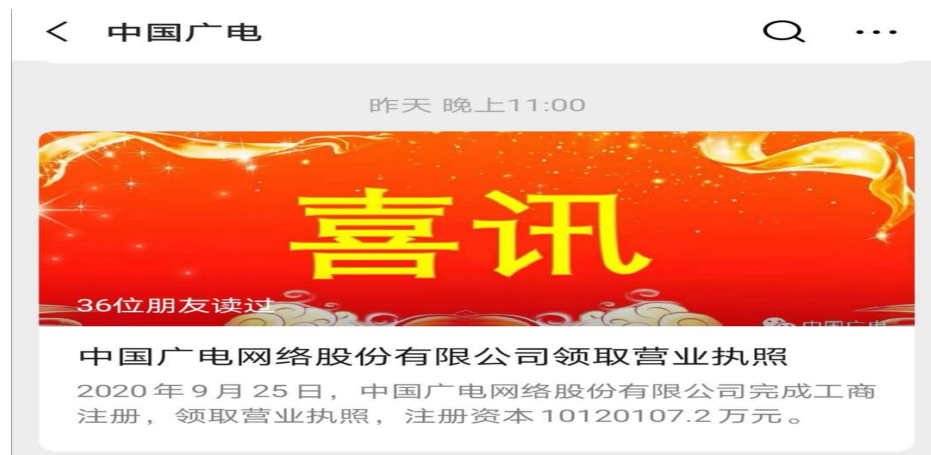 中国广电
昨天 晚上11:00
喜讯
36位朋友读过
中国广电
中国广电网络股份有限公司领取营业执照
2020年9月25日，中国广电网络股份有限公司完成工商
注册，领取营业执照，注册资本10120107.2万元。